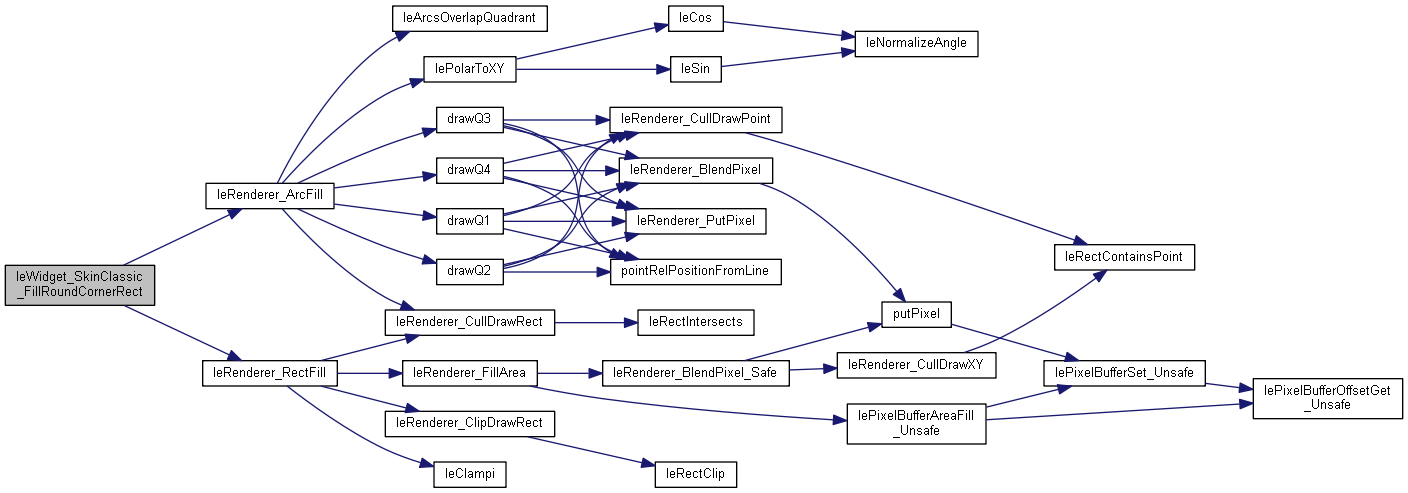 leWidget_SkinClassic
_FillRoundCornerRect
leRenderer_ArcFill
leRenderer_RectFill
leArcsOverlapQuadrant
lePolarToXY
drawQ3
drawQ4
drawQ1
drawQ2
leRenderer_CullDrawRect
leRenderer_FillArea
leRenderer_ClipDrawRect
leClampi
leCos
leSin
leRenderer_CullDrawPoint
leRenderer_BlendPixel
leRenderer_PutPixel
pointRelPositionFromLine
leRectIntersects
leRenderer_BlendPixel_Safe
leRectClip
leNormalizeAngle
putPixel
leRenderer_CullDrawXY
lePixelBufferAreaFill
_Unsafe
leRectContainsPoint
lePixelBufferSet_Unsafe
lePixelBufferOffsetGet
_Unsafe